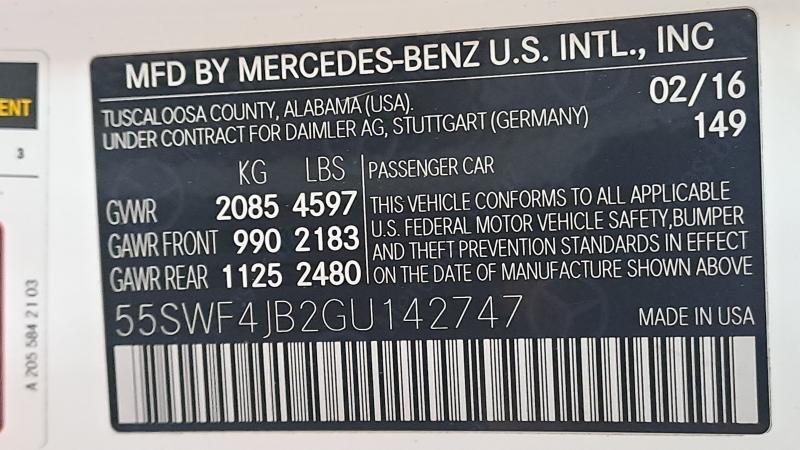 MFD BY MERCEDES-BENZ U.S. INTL., INC
TUSCALOOSA COUNTY, ALABAMA (USA).
UNDER CONTRACT FOR DAIMLER AG, STUTTGART (GERMANY)
02/16
149
KG LBS
GVWR 2085 4597
GAWR FRONT 990 2183
GAWR REAR 1125 2480
PASSENGER CAR
THIS VEHICLE CONFORMS TO ALL APPLICABLE
U.S. FEDERAL MOTOR VEHICLE SAFETY,BUMPER
AND THEFT PREVENTION STANDARDS IN EFFECT
ON THE DATE OF MANUFACTURE SHOWN ABOVE
55SWF4JB2GU142747
MADE IN USA
ENT
3
A 205 584 21 03